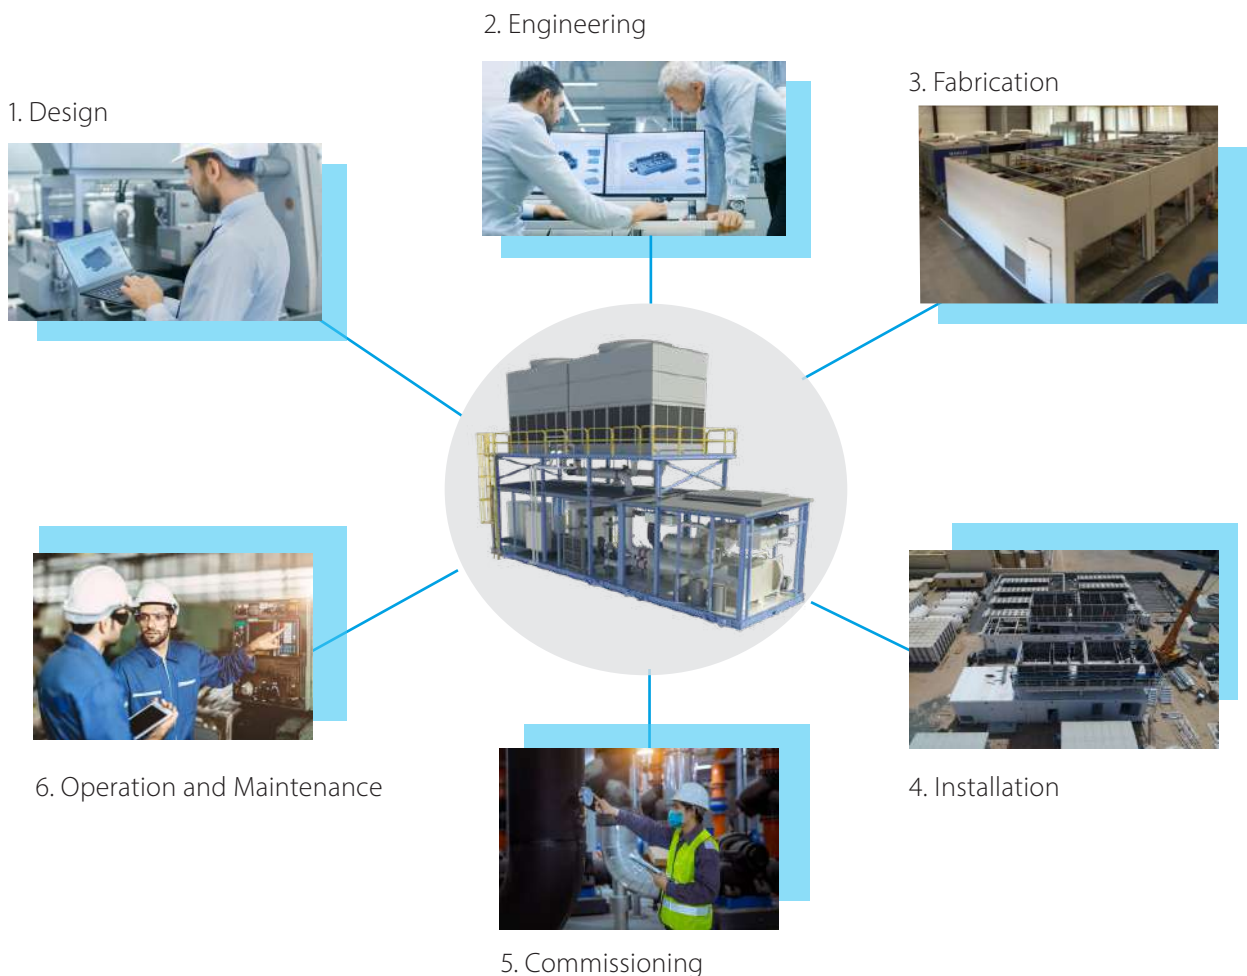 2. Engineering
3. Fabrication
1. Design
6. Operation and Maintenance
4. Installation
5. Commissioning